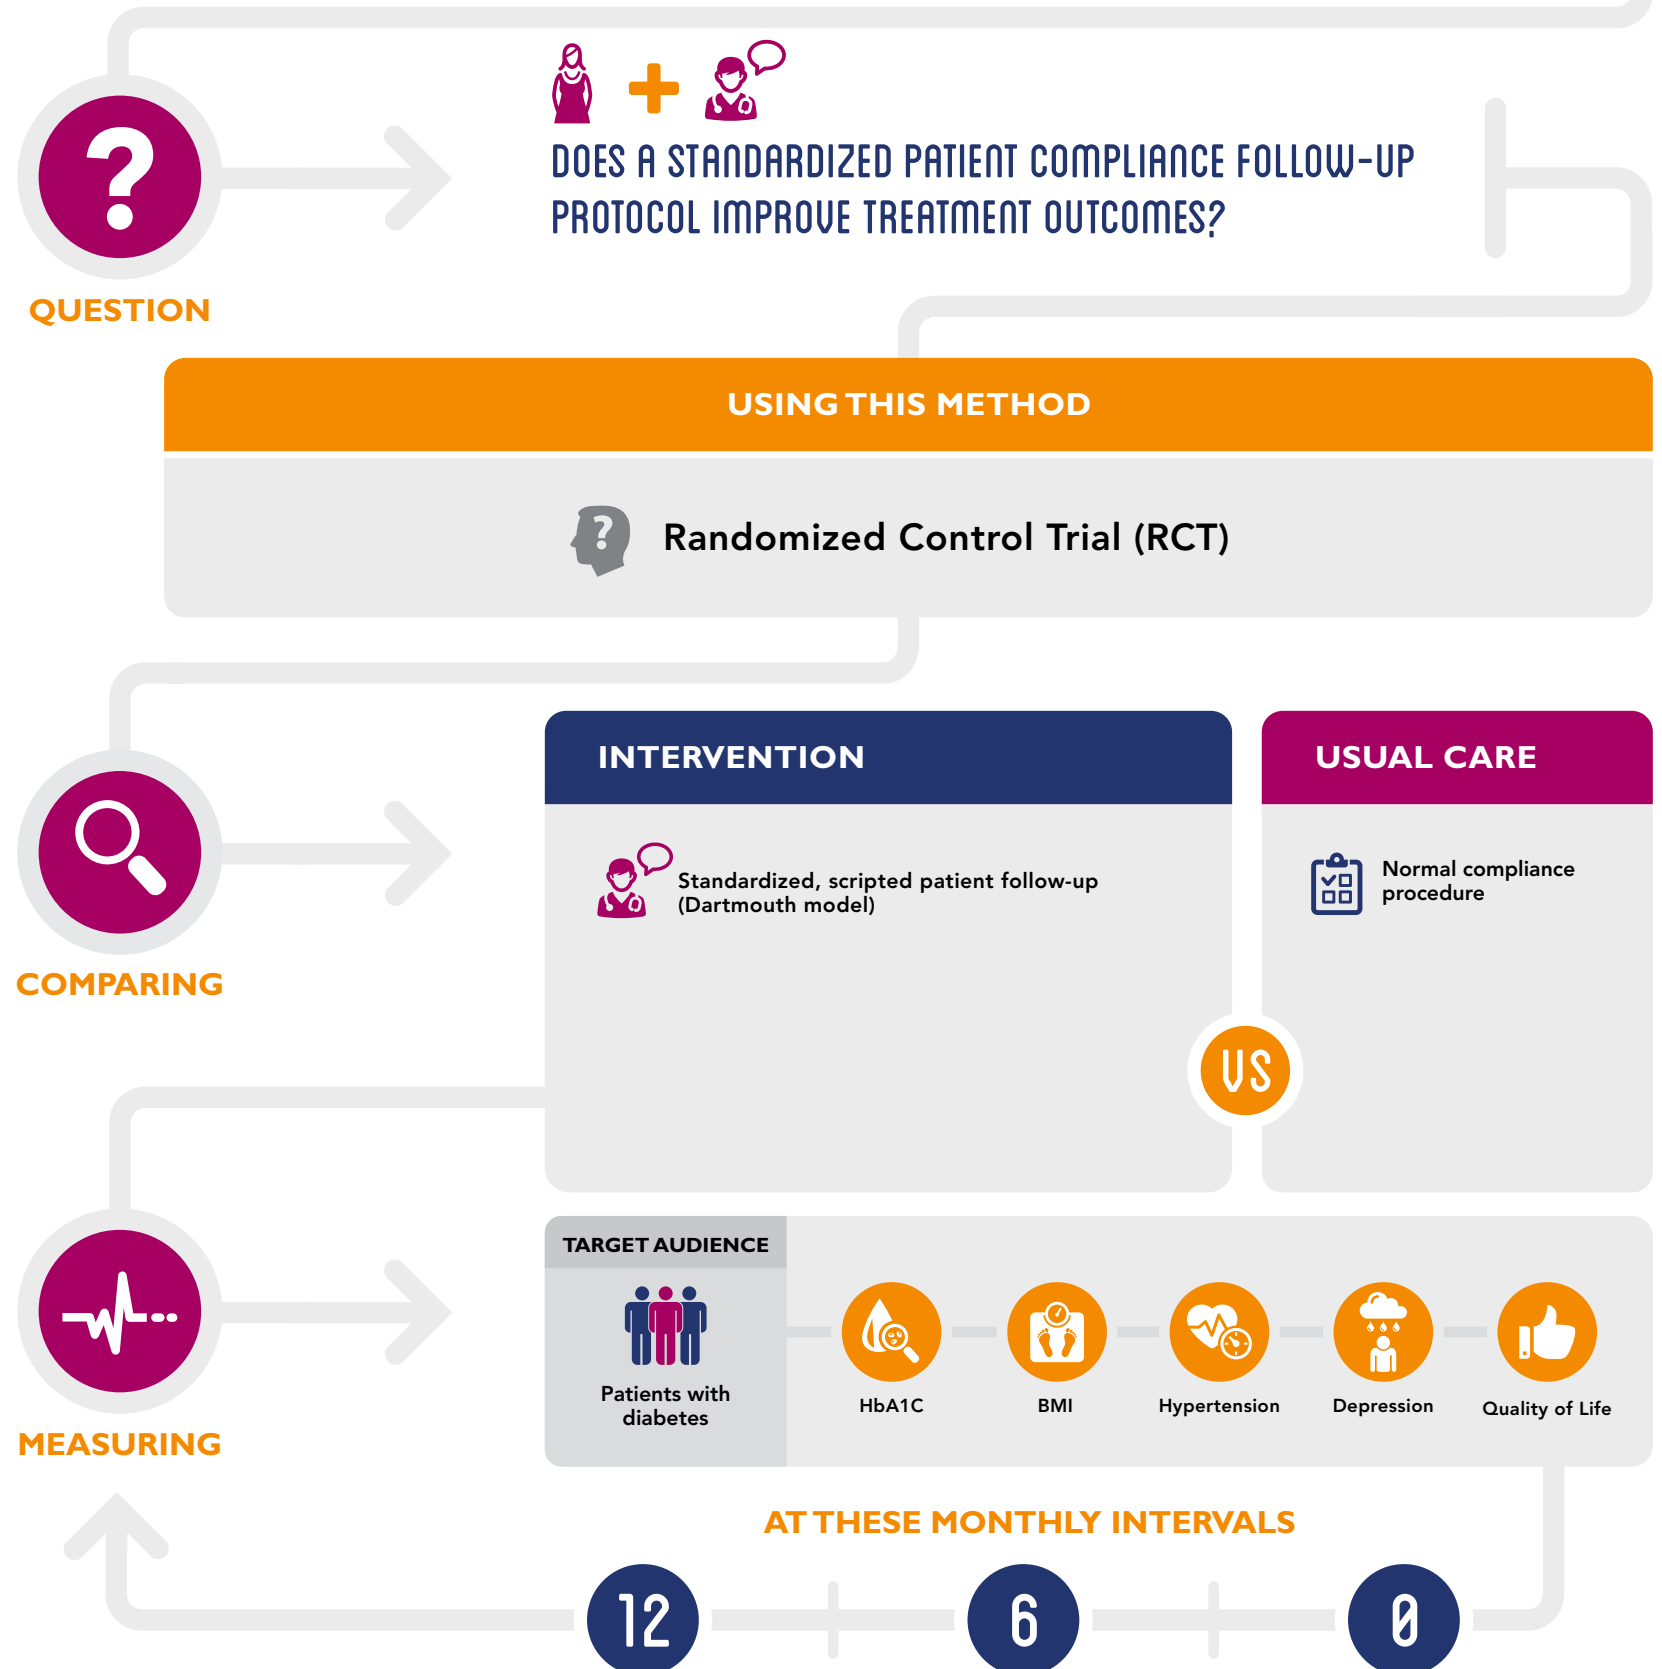 DOES A STANDARDIZED PATIENT COMPLIANCE FOLLOW-UP
PROTOCOL IMPROVE TREATMENT OUTCOMES?
QUESTION
USING THIS METHOD
Randomized Control Trial (RCT)
COMPARING
INTERVENTION
Standardized, scripted patient follow-up
(Dartmouth model)
VS
USUAL CARE
Normal compliance
procedure
MEASURING
TARGET AUDIENCE
Patients with
diabetes
HbA1C
BMI
Hypertension
Depression
Quality of Life
AT THESE MONTHLY INTERVALS
12
6
0